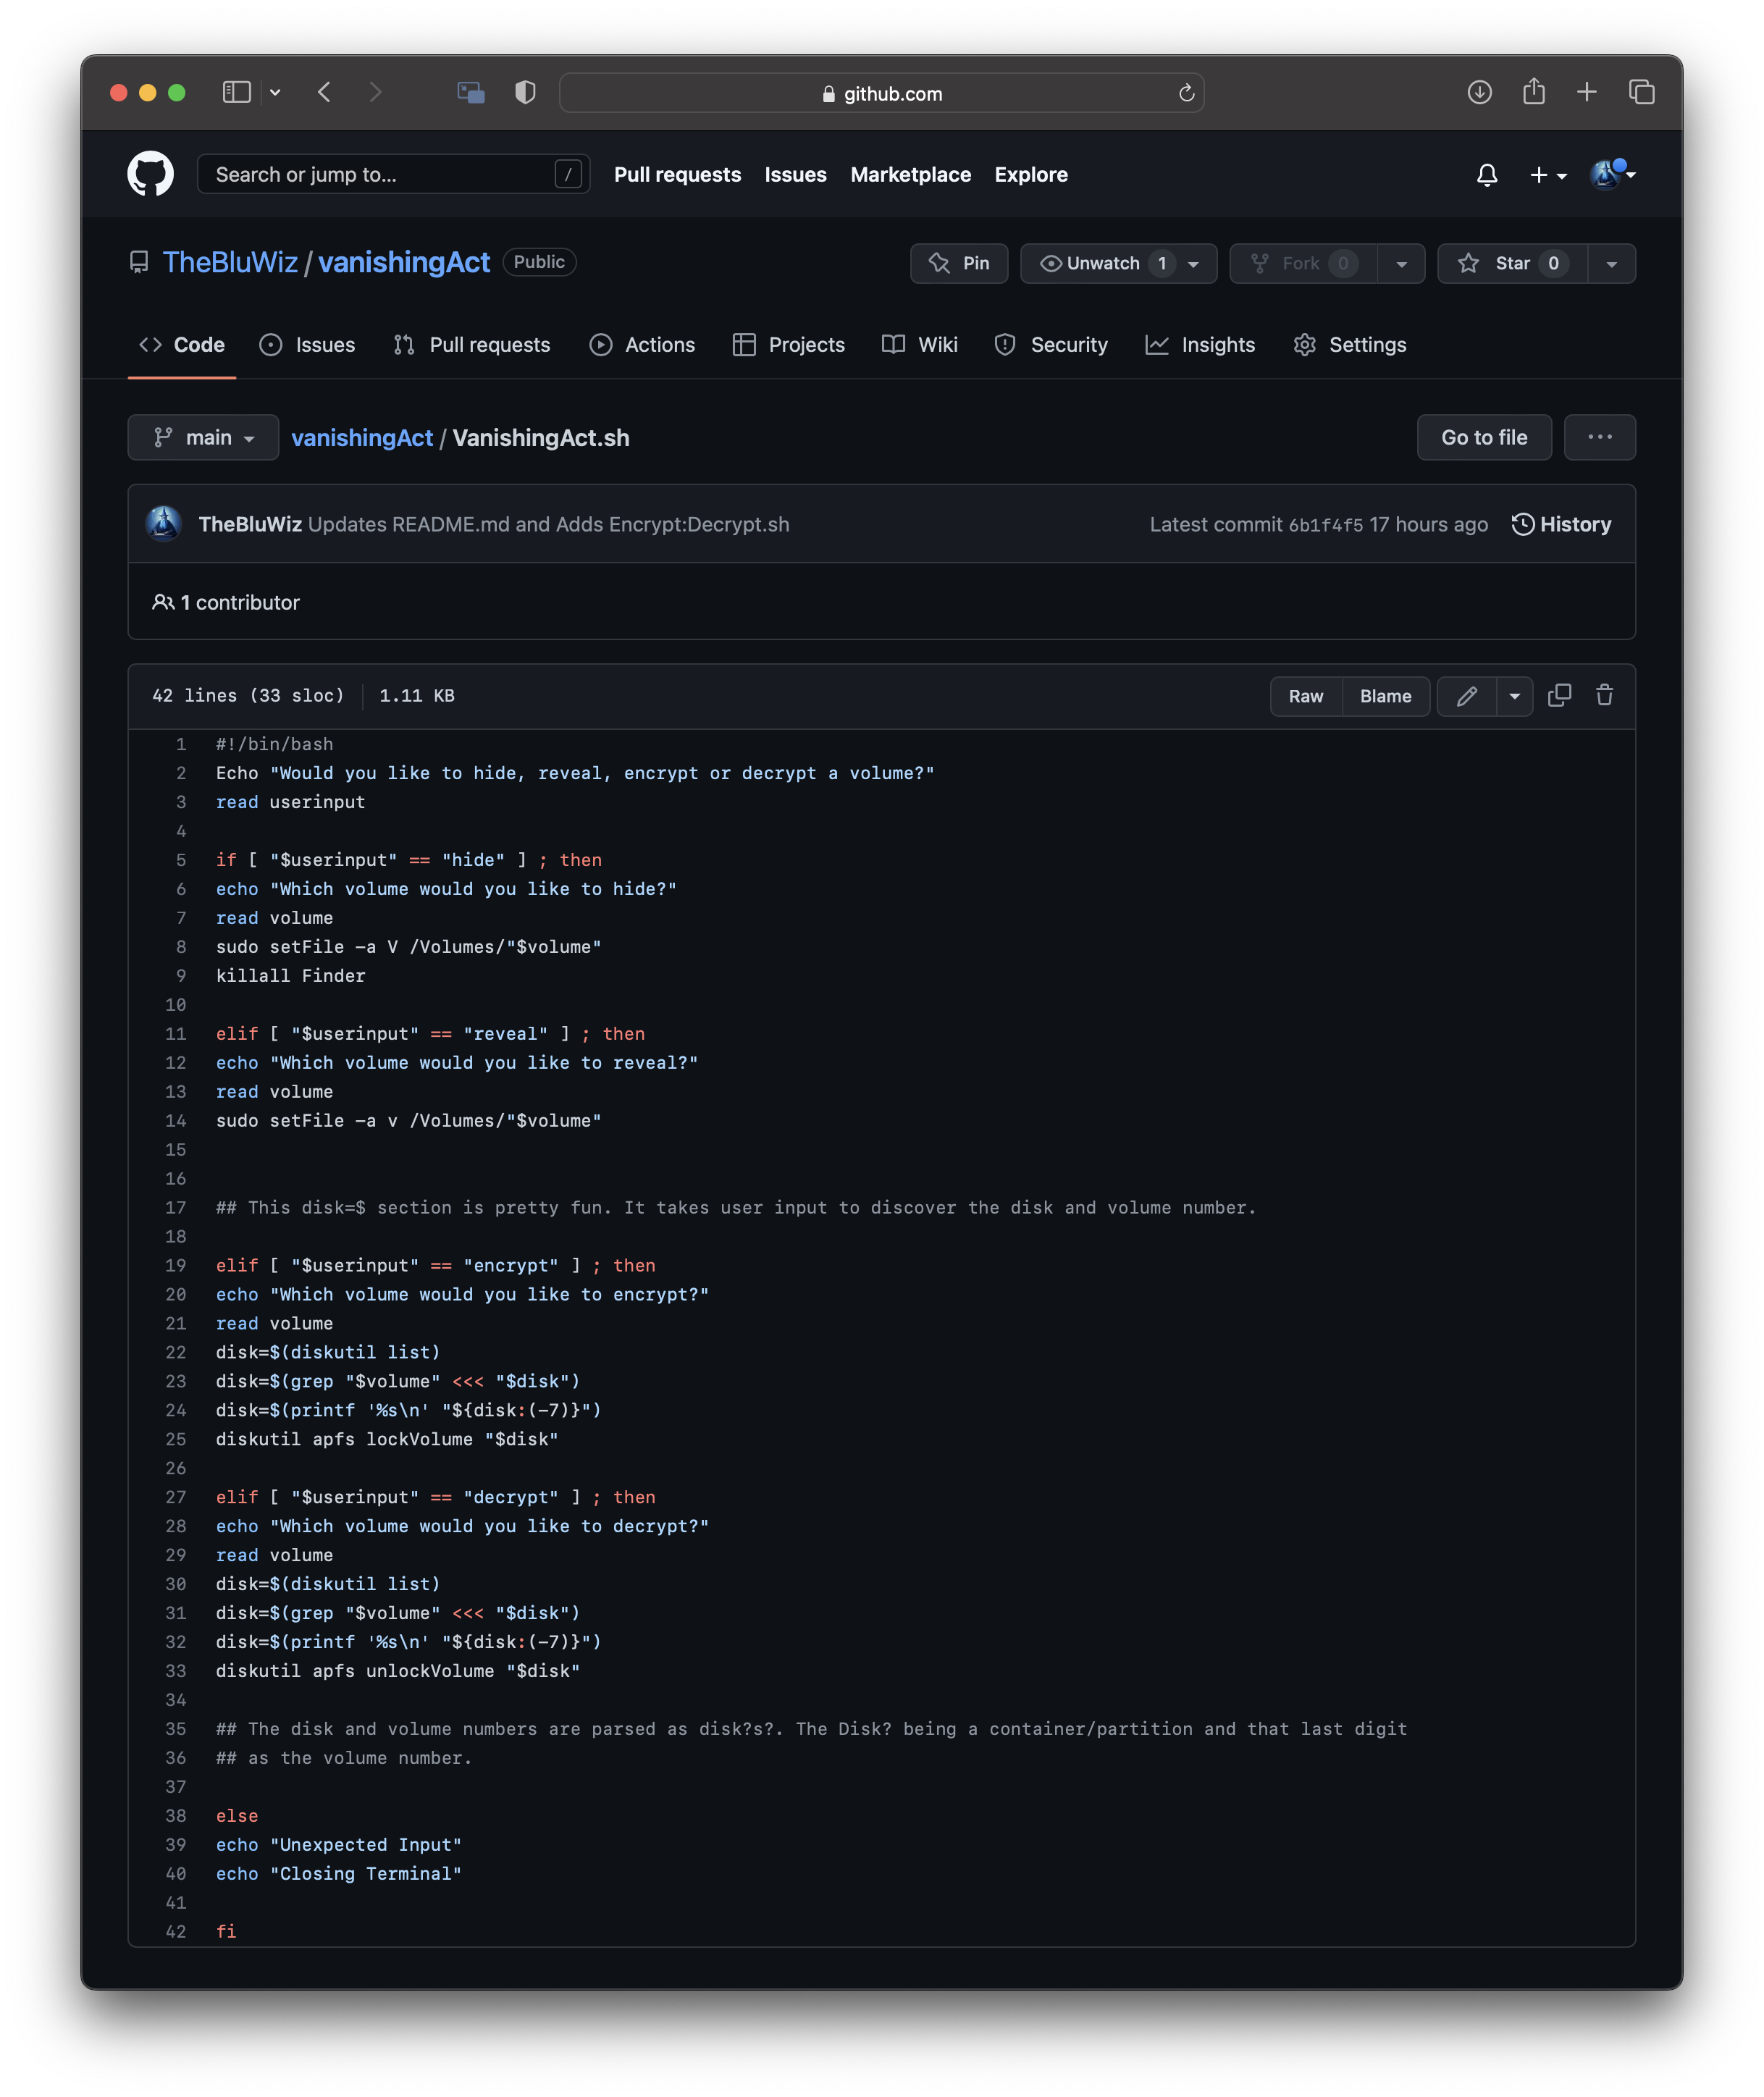 github.com
Search or jump to... / Pull requests Issues Marketplace Explore
TheBluWiz / vanishingAct Public Pin Unwatch 1 Fork 0 Star 0
Code Issues Pull requests Actions Projects Wiki Security Insights Settings
main vanishingAct / VanishingAct.sh Go to file ...
TheBluWiz Updates README.md and Adds Encrypt:Decrypt.sh Latest commit 6b1f4f5 17 hours ago History
1 contributor
42 lines (33 sloc) 1.11 KB Raw Blame
1 #!/bin/bash
2 Echo "Would you like to hide, reveal, encrypt or decrypt a volume?"
3 read userinput
4
5 if [ "$userinput" == "hide" ] ; then
6 echo "Which volume would you like to hide?"
7 read volume
8 sudo setFile -a V /Volumes/"$volume"
9 killall Finder
10
11 elif [ "$userinput" == "reveal" ] ; then
12 echo "Which volume would you like to reveal?"
13 read volume
14 sudo setFile -a v /Volumes/"$volume"
15
16
17 ## This disk=$ section is pretty fun. It takes user input to discover the disk and volume number.
18
19 elif [ "$userinput" == "encrypt" ] ; then
20 echo "Which volume would you like to encrypt?"
21 read volume
22 disk=$(diskutil list)
23 disk=$(grep "$volume" <<< "$disk")
24 disk=$(printf '%s\n' "${disk:(-7)}")
25 diskutil apfs lockVolume "$disk"
26
27 elif [ "$userinput" == "decrypt" ] ; then
28 echo "Which volume would you like to decrypt?"
29 read volume
30 disk=$(diskutil list)
31 disk=$(grep "$volume" <<< "$disk")
32 disk=$(printf '%s\n' "${disk:(-7)}")
33 diskutil apfs unlockVolume "$disk"
34
35 ## The disk and volume numbers are parsed as disk?s?. The Disk? being a container/partition and that last digit
36 ## as the volume number.
37
38 else
39 echo "Unexpected Input"
40 echo "Closing Terminal"
41
42 fi